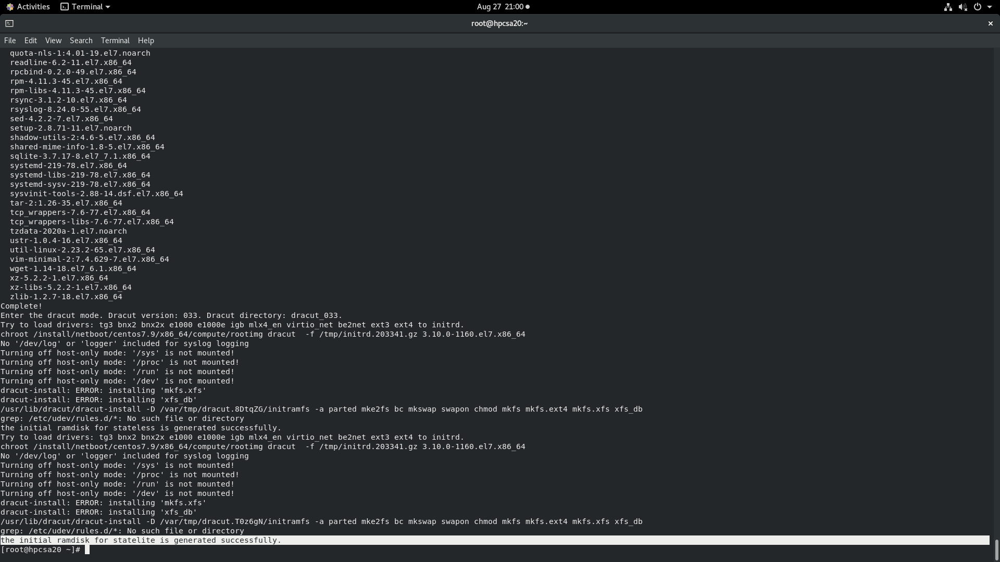 Activities Terminal Aug 27 21:00
root@hpcsa20:~
File Edit View Search Terminal Help
quota-nls-1:4.01-19.el7.noarch
readline-6.2-11.el7.x86_64
rpcbind-0.2.0-49.el7.x86_64
rpm-4.11.3-45.el7.x86_64
rpm-libs-4.11.3-45.el7.x86_64
rsync-3.1.2-10.el7.x86_64
rsyslog-8.24.0-55.el7.x86_64
sed-4.2.2-7.el7.x86_64
setup-2.8.71-11.el7.noarch
shadow-utils-2:4.6-5.el7.x86_64
shared-mime-info-1.8-5.el7.x86_64
sqlite-3.7.17-8.el7_7.1.x86_64
systemd-219-78.el7.x86_64
systemd-libs-219-78.el7.x86_64
systemd-sysv-219-78.el7.x86_64
sysvinit-tools-2.88-14.dsf.el7.x86_64
tar-2:1.26-35.el7.x86_64
tcp_wrappers-7.6-77.el7.x86_64
tcp_wrappers-libs-7.6-77.el7.x86_64
tzdata-2020a-1.el7.noarch
ustr-1.0.4-16.el7.x86_64
util-linux-2.23.2-65.el7.x86_64
vim-minimal-2:7.4.629-7.el7.x86_64
wget-1.14-18.el7_6.1.x86_64
xz-5.2.2-1.el7.x86_64
xz-libs-5.2.2-1.el7.x86_64
zlib-1.2.7-18.el7.x86_64
Complete!
Enter the dracut mode. Dracut version: 033. Dracut directory: dracut_033.
Try to load drivers: tg3 bnx2 bnx2x e1000 e1000e igb mlx4_en virtio_net be2net ext3 ext4 to initrd.
chroot /install/netboot/centos7.9/x86_64/compute/rootimg dracut  -f /tmp/initrd.203341.gz 3.10.0-1160.el7.x86_64
No '/dev/log' or 'logger' included for syslog logging
Turning off host-only mode: '/sys' is not mounted!
Turning off host-only mode: '/proc' is not mounted!
Turning off host-only mode: '/run' is not mounted!
Turning off host-only mode: '/dev' is not mounted!
dracut-install: ERROR: installing 'mkfs.xfs'
dracut-install: ERROR: installing 'xfs_db'
/usr/lib/dracut/dracut-install -D /var/tmp/dracut.8DtqZG/initramfs -a parted mke2fs bc mkswap swapon chmod mkfs mkfs.ext4 mkfs.xfs xfs_db
grep: /etc/udev/rules.d/*: No such file or directory
the initial ramdisk for stateless is generated successfully.
Try to load drivers: tg3 bnx2 bnx2x e1000 e1000e igb mlx4_en virtio_net be2net ext3 ext4 to initrd.
chroot /install/netboot/centos7.9/x86_64/compute/rootimg dracut  -f /tmp/initrd.203341.gz 3.10.0-1160.el7.x86_64
No '/dev/log' or 'logger' included for syslog logging
Turning off host-only mode: '/sys' is not mounted!
Turning off host-only mode: '/proc' is not mounted!
Turning off host-only mode: '/run' is not mounted!
Turning off host-only mode: '/dev' is not mounted!
dracut-install: ERROR: installing 'mkfs.xfs'
dracut-install: ERROR: installing 'xfs_db'
/usr/lib/dracut/dracut-install -D /var/tmp/dracut.T0z6gN/initramfs -a parted mke2fs bc mkswap swapon chmod mkfs mkfs.ext4 mkfs.xfs xfs_db
grep: /etc/udev/rules.d/*: No such file or directory
the initial ramdisk for statelite is generated successfully.
[root@hpcsa20 ~]#